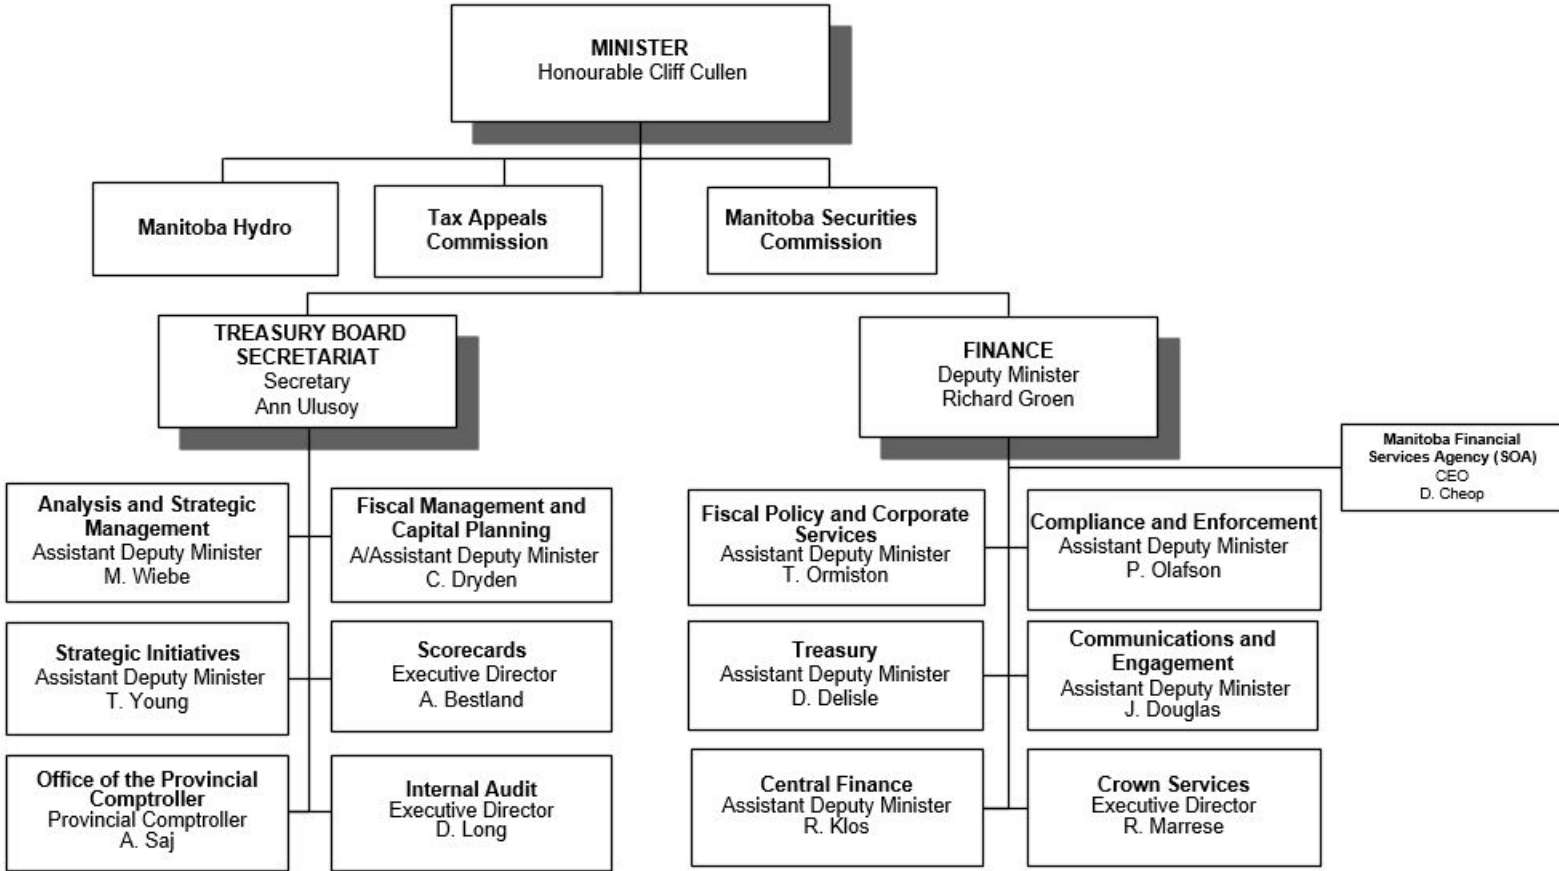 MINISTER
Honourable Cliff Cullen
Manitoba Hydro
Tax Appeals
Commission
Manitoba Securities
Commission
TREASURY BOARD
SECRETARIAT
Secretary
Ann Ulusoy
FINANCE
Deputy Minister
Richard Groen
Manitoba Financial
Services Agency (SOA)
CEO
D. Cheop
Analysis and Strategic
Management
Assistant Deputy Minister
M. Wiebe
Fiscal Management and
Capital Planning
A/Assistant Deputy Minister
C. Dryden
Fiscal Policy and Corporate
Services
Assistant Deputy Minister
T. Ormiston
Compliance and Enforcement
Assistant Deputy Minister
P. Olafson
Strategic Initiatives
Assistant Deputy Minister
T. Young
Scorecards
Executive Director
A. Bestland
Treasury
Assistant Deputy Minister
D. Delisle
Communications and
Engagement
Assistant Deputy Minister
J. Douglas
Office of the Provincial
Comptroller
Provincial Comptroller
A. Saj
Internal Audit
Executive Director
D. Long
Central Finance
Assistant Deputy Minister
R. Klos
Crown Services
Executive Director
R. Marrese